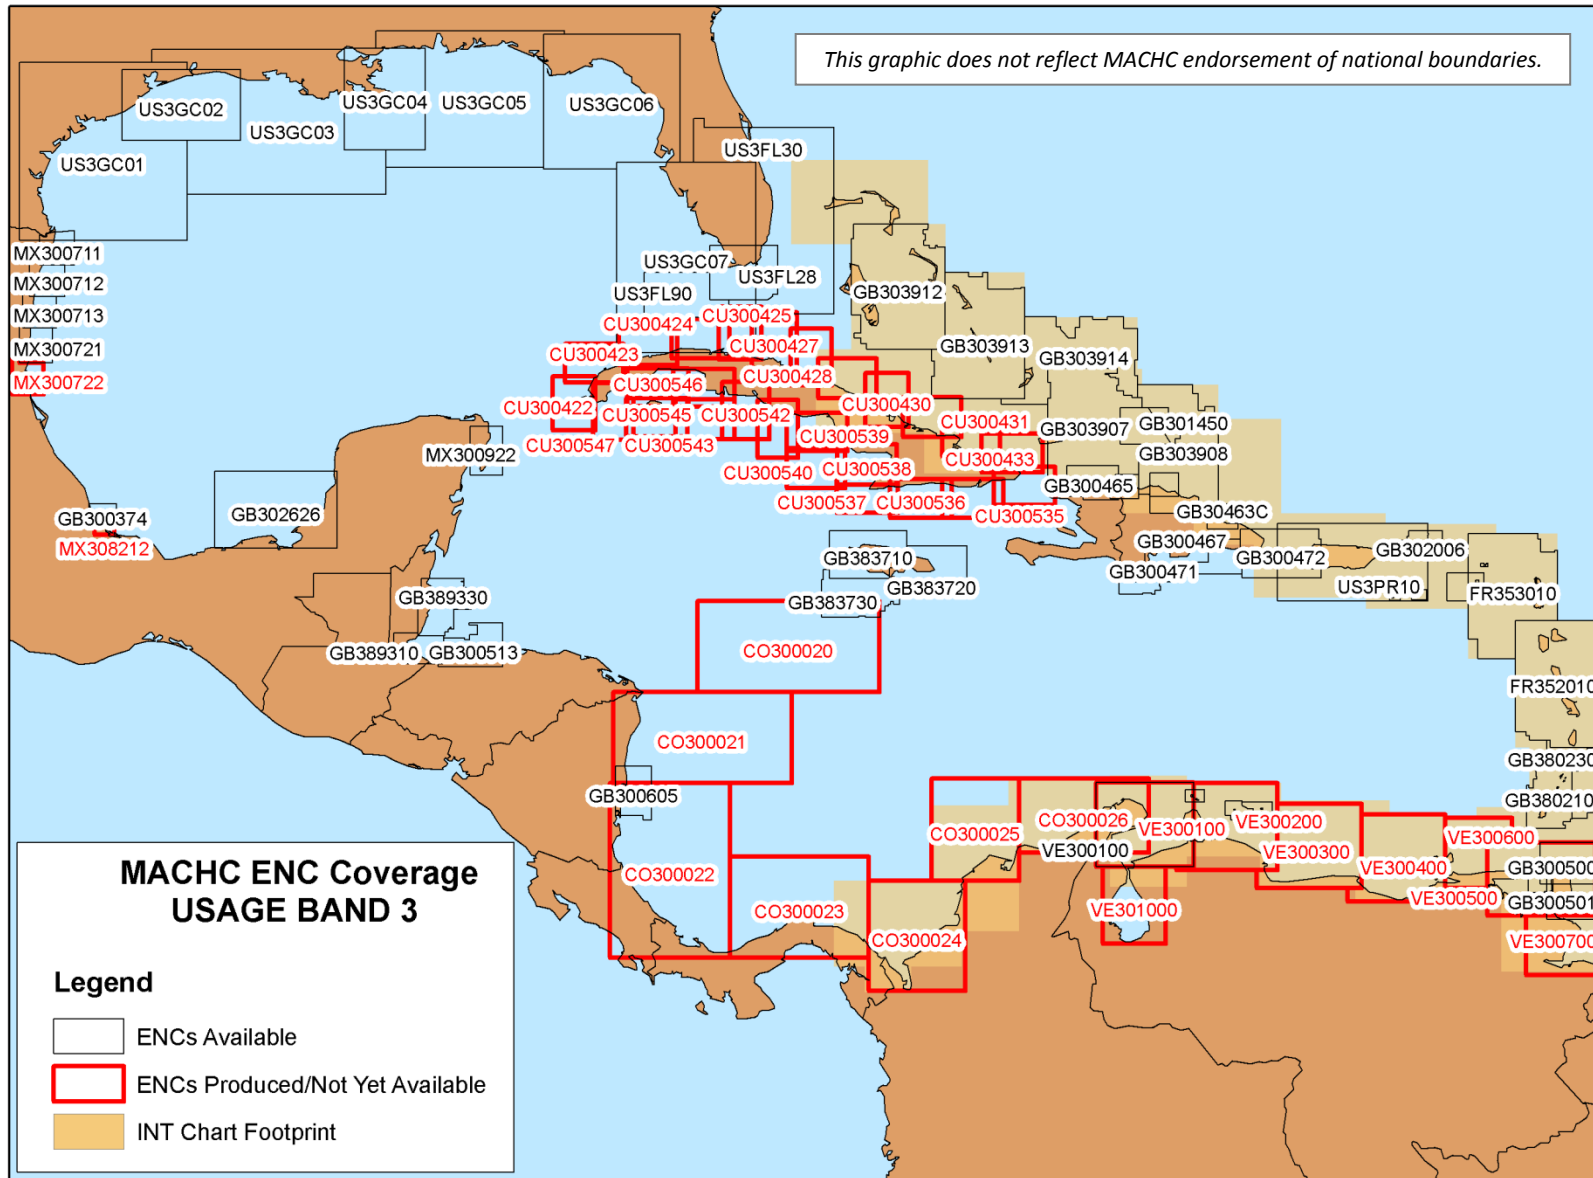 This graphic does not reflect MACHC endorsement of national boundaries.
US3GC02
US3GC04
US3GC05
US3GC06
US3GC03
US3GC01
US3FL30
MX300711
MX300712
MX300713
MX300721
MX300722
US3GC07
US3FL28
US3FL90
GB303912
GB303913
GB303914
CU300424
CU300425
CU300423
CU300427
CU300428
CU300546
CU300422
CU300545
CU300542
CU300430
CU300431
GB303907
GB301450
CU300547
CU300543
CU300539
CU300433
GB303908
CU300540
CU300538
GB300465
CU300537
CU300536
CU300535
GB30463C
MX300922
GB302626
GB300374
MX308212
GB300467
GB300472
GB302006
GB300471
US3PR10
FR353010
GB383710
GB383720
GB383730
GB389330
GB389310
GB300513
CO300020
FR352010
CO300021
GB380230
GB300605
GB380210
CO300025
CO300026
VE300100
VE300100
VE300200
VE300300
VE300400
VE300600
VE300500
GB300500
GB300501
CO300022
CO300023
CO300024
VE301000
VE300700
MACHC ENC Coverage
USAGE BAND 3
Legend
ENCs Available
ENCs Produced/Not Yet Available
INT Chart Footprint